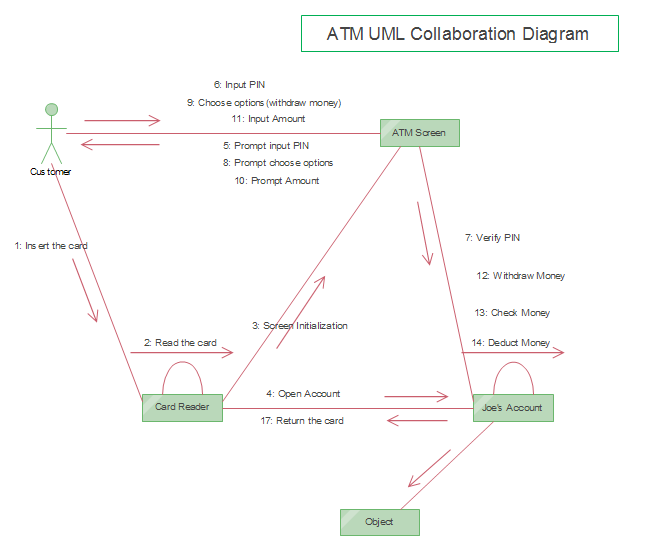 ATM UML Collaboration Diagram
6: Input PIN
9: Choose options (withdraw money)
11: Input Amount
ATM Screen
5: Prompt input PIN
8: Prompt choose options
10: Prompt Amount
Customer
1: Insert the card
7: Verify PIN
12: Withdraw Money
13: Check Money
3: Screen Initialization
2: Read the card
14: Deduct Money
4: Open Account
Card Reader
Joe's Account
17: Return the card
Object